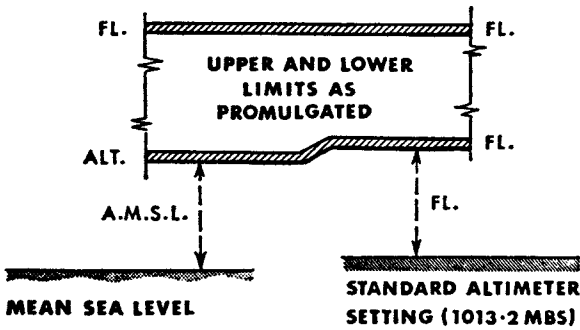 FL.
FL.
UPPER AND LOWER
LIMITS AS
PROMULGATED
ALT.
FL.
A.M.S.L.
FL.
MEAN SEA LEVEL
STANDARD ALTIMETER
SETTING (1013·2 MBS)